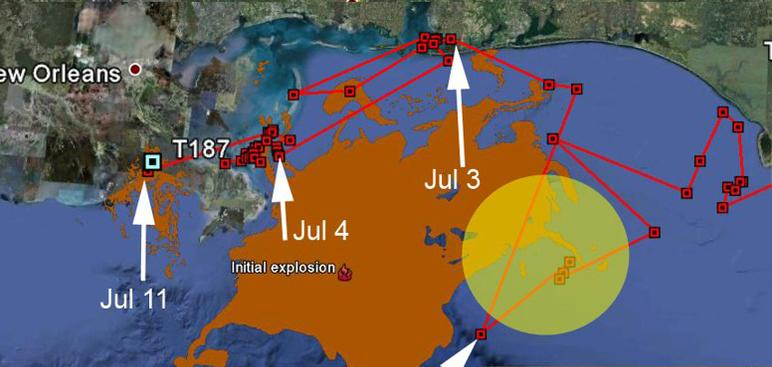 ew Orleans
T187
Jul 3
Jul 4
Initial explosion
Jul 11
T